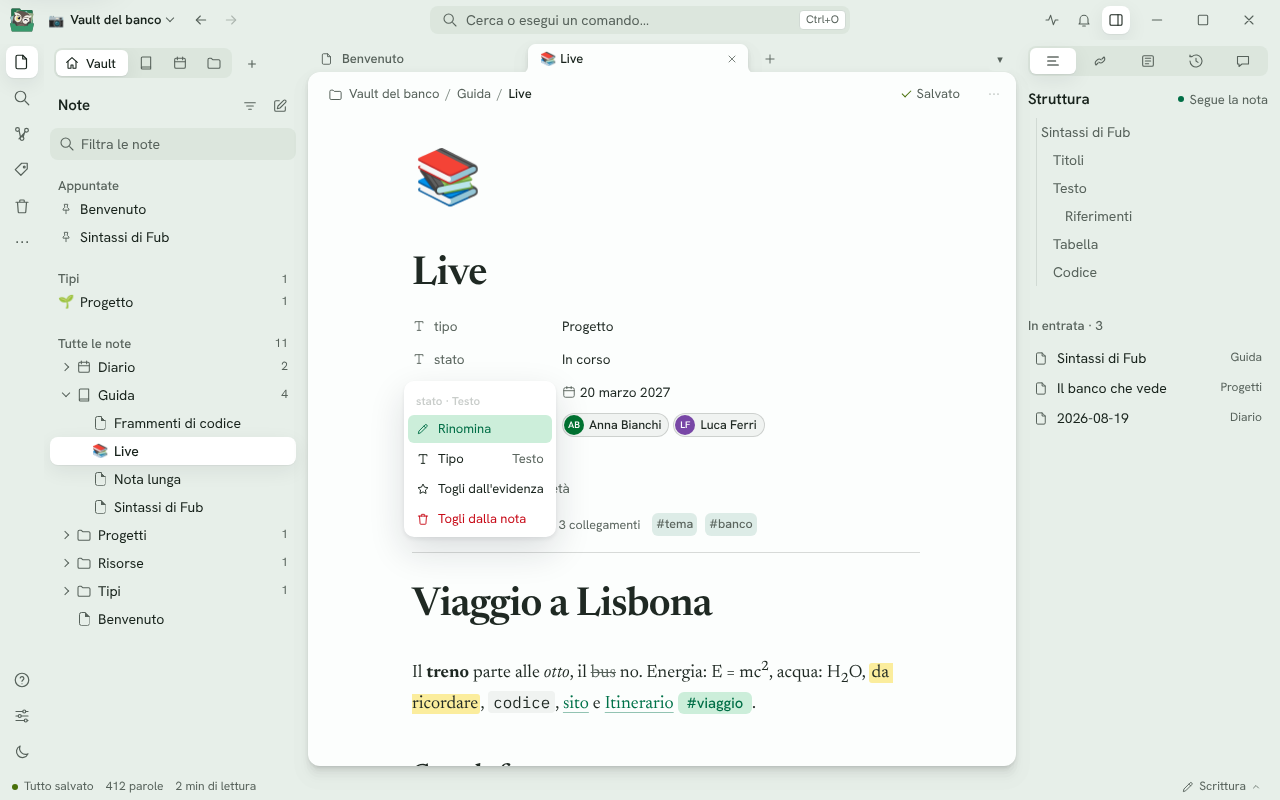 Vault del banco
Cerca o esegui un comando…
Ctrl+O
Vault
Benvenuto
Live
Note
Filtra le note
Appuntate
Benvenuto
Sintassi di Fub
Tipi 1
Progetto 1
Tutte le note 11
Diario 2
Guida 4
Frammenti di codice
Live
Nota lunga
Sintassi di Fub
Progetti 1
Risorse 1
Tipi 1
Benvenuto
Vault del banco / Guida / Live
Salvato
Live
tipo Progetto
stato In corso
20 marzo 2027
AB Anna Bianchi LF Luca Ferri
stato · Testo
Rinomina
Tipo Testo
Togli dall'evidenza
Togli dalla nota
3 collegamenti #tema #banco
Viaggio a Lisbona
Il treno parte alle otto, il bus no. Energia: E = mc2, acqua: H2O, da
ricordare, codice, sito e Itinerario #viaggio.
Struttura
Segue la nota
Sintassi di Fub
Titoli
Testo
Riferimenti
Tabella
Codice
In entrata · 3
Sintassi di Fub Guida
Il banco che vede Progetti
2026-08-19 Diario
Tutto salvato 412 parole 2 min di lettura
Scrittura